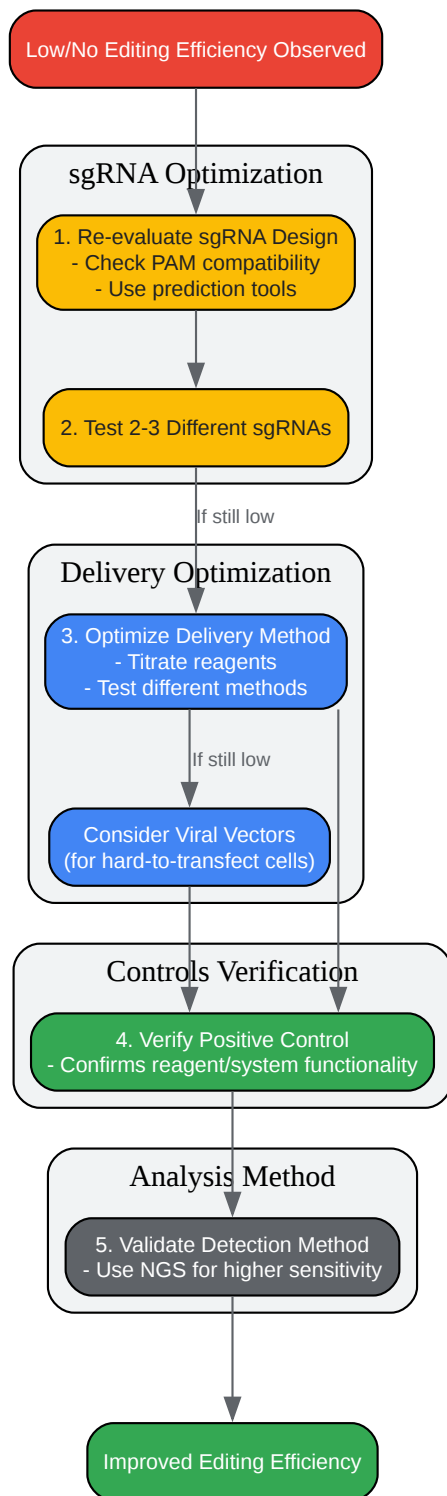 Low/No Editing Efficiency Observed
sgRNA Optimization
1. Re-evaluate sgRNA Design
- Check PAM compatibility
- Use prediction tools
2. Test 2-3 Different sgRNAs
If still low
Delivery Optimization
3. Optimize Delivery Method
- Titrate reagents
- Test different methods
If still low
Consider Viral Vectors
(for hard-to-transfect cells)
Controls Verification
4. Verify Positive Control
- Confirms reagent/system functionality
Analysis Method
5. Validate Detection Method
- Use NGS for higher sensitivity
Improved Editing Efficiency